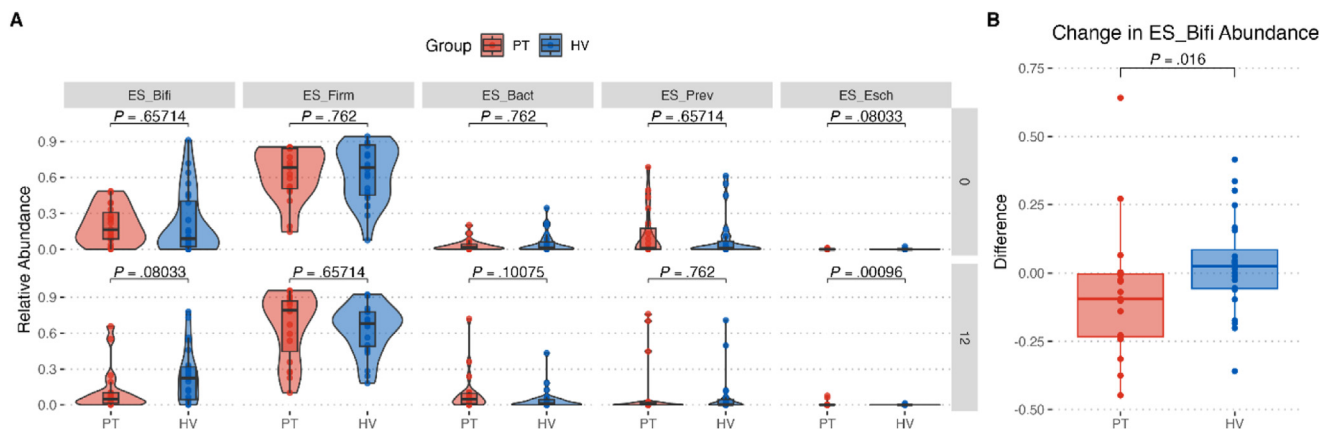 A
Group PT HV
ES_Bifi ES_Firm ES_Bact ES_Prev ES_Esch
P = .65714 P = .762 P = .762 P = .65714 P = .08033
0.9
0.6
0.3
0.0
0
P = .08033 P = .65714 P = .10075 P = .762 P = .00096
0.9
0.6
0.3
0.0
12
Relative Abundance
PT HV PT HV PT HV PT HV PT HV
B
Change in ES_Bifi Abundance
P = .016
0.75
0.50
0.25
0.00
-0.25
-0.50
Difference
PT HV